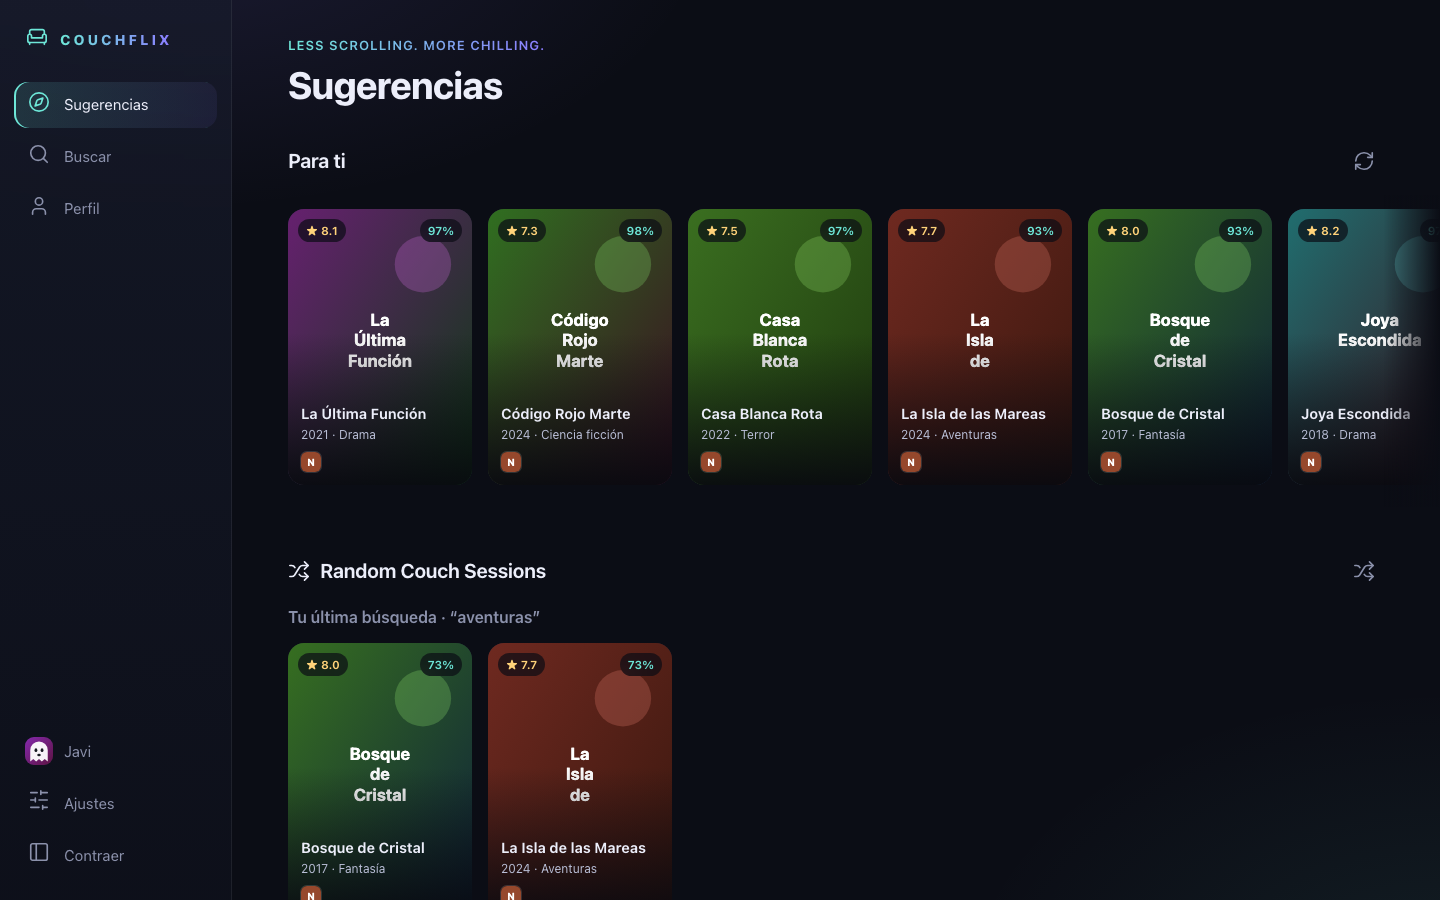 COUCHFLIX
Sugerencias
Buscar
Perfil
Javi
Ajustes
Contraer
LESS SCROLLING. MORE CHILLING.
Sugerencias
Para ti
8.1 97%
La
Última
Función
La Última Función
2021 · Drama
N
7.3 98%
Código
Rojo
Marte
Código Rojo Marte
2024 · Ciencia ficción
N
7.5 97%
Casa
Blanca
Rota
Casa Blanca Rota
2022 · Terror
N
7.7 93%
La
Isla
de
La Isla de las Mareas
2024 · Aventuras
N
8.0 93%
Bosque
de
Cristal
Bosque de Cristal
2017 · Fantasía
N
8.2
Joya
Escondida
Joya Escondida
2018 · Drama
N
Random Couch Sessions
Tu última búsqueda · “aventuras”
8.0 73%
Bosque
de
Cristal
Bosque de Cristal
2017 · Fantasía
N
7.7 73%
La
Isla
de
La Isla de las Mareas
2024 · Aventuras
N